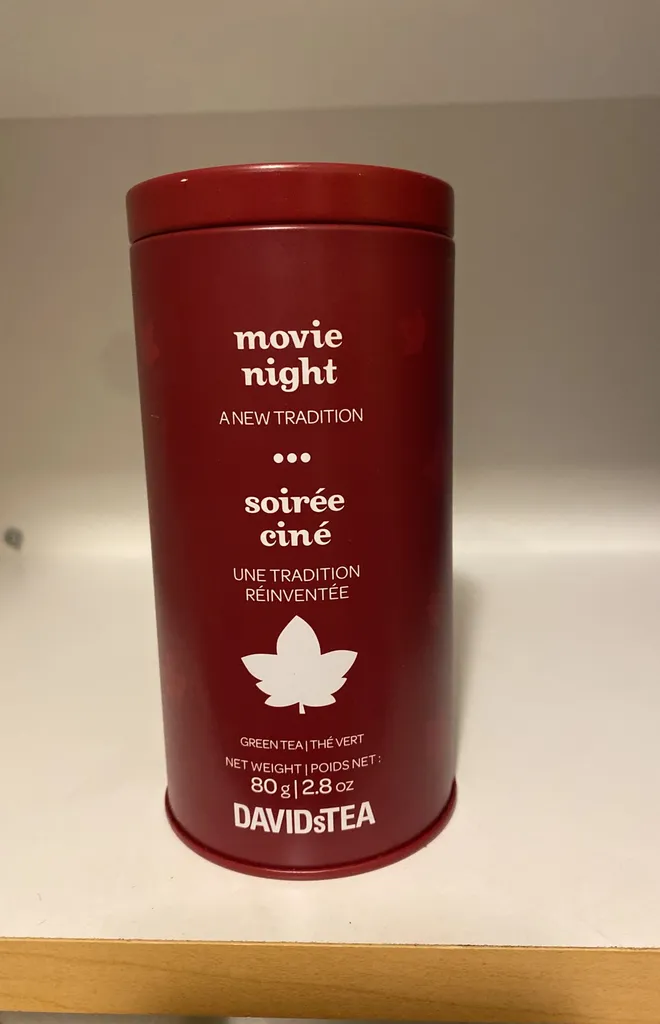 movie
night
A NEW TRADITION
•••
soirée
ciné
UNE TRADITION
RÉINVENTÉE
GREEN TEA | THÉ VERT
NET WEIGHT | POIDS NET :
80 g | 2.8 oz
DAVIDsTEA